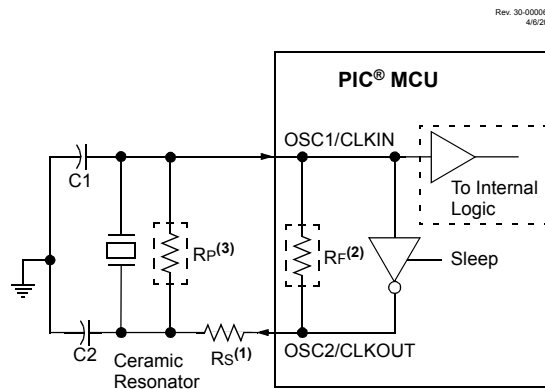 Rev. 30-00006
4/6/20
PIC® MCU
OSC1/CLKIN
C1
To Internal
Logic
RP(3)
RF(2)
Sleep
C2
Ceramic
Resonator
RS(1)
OSC2/CLKOUT